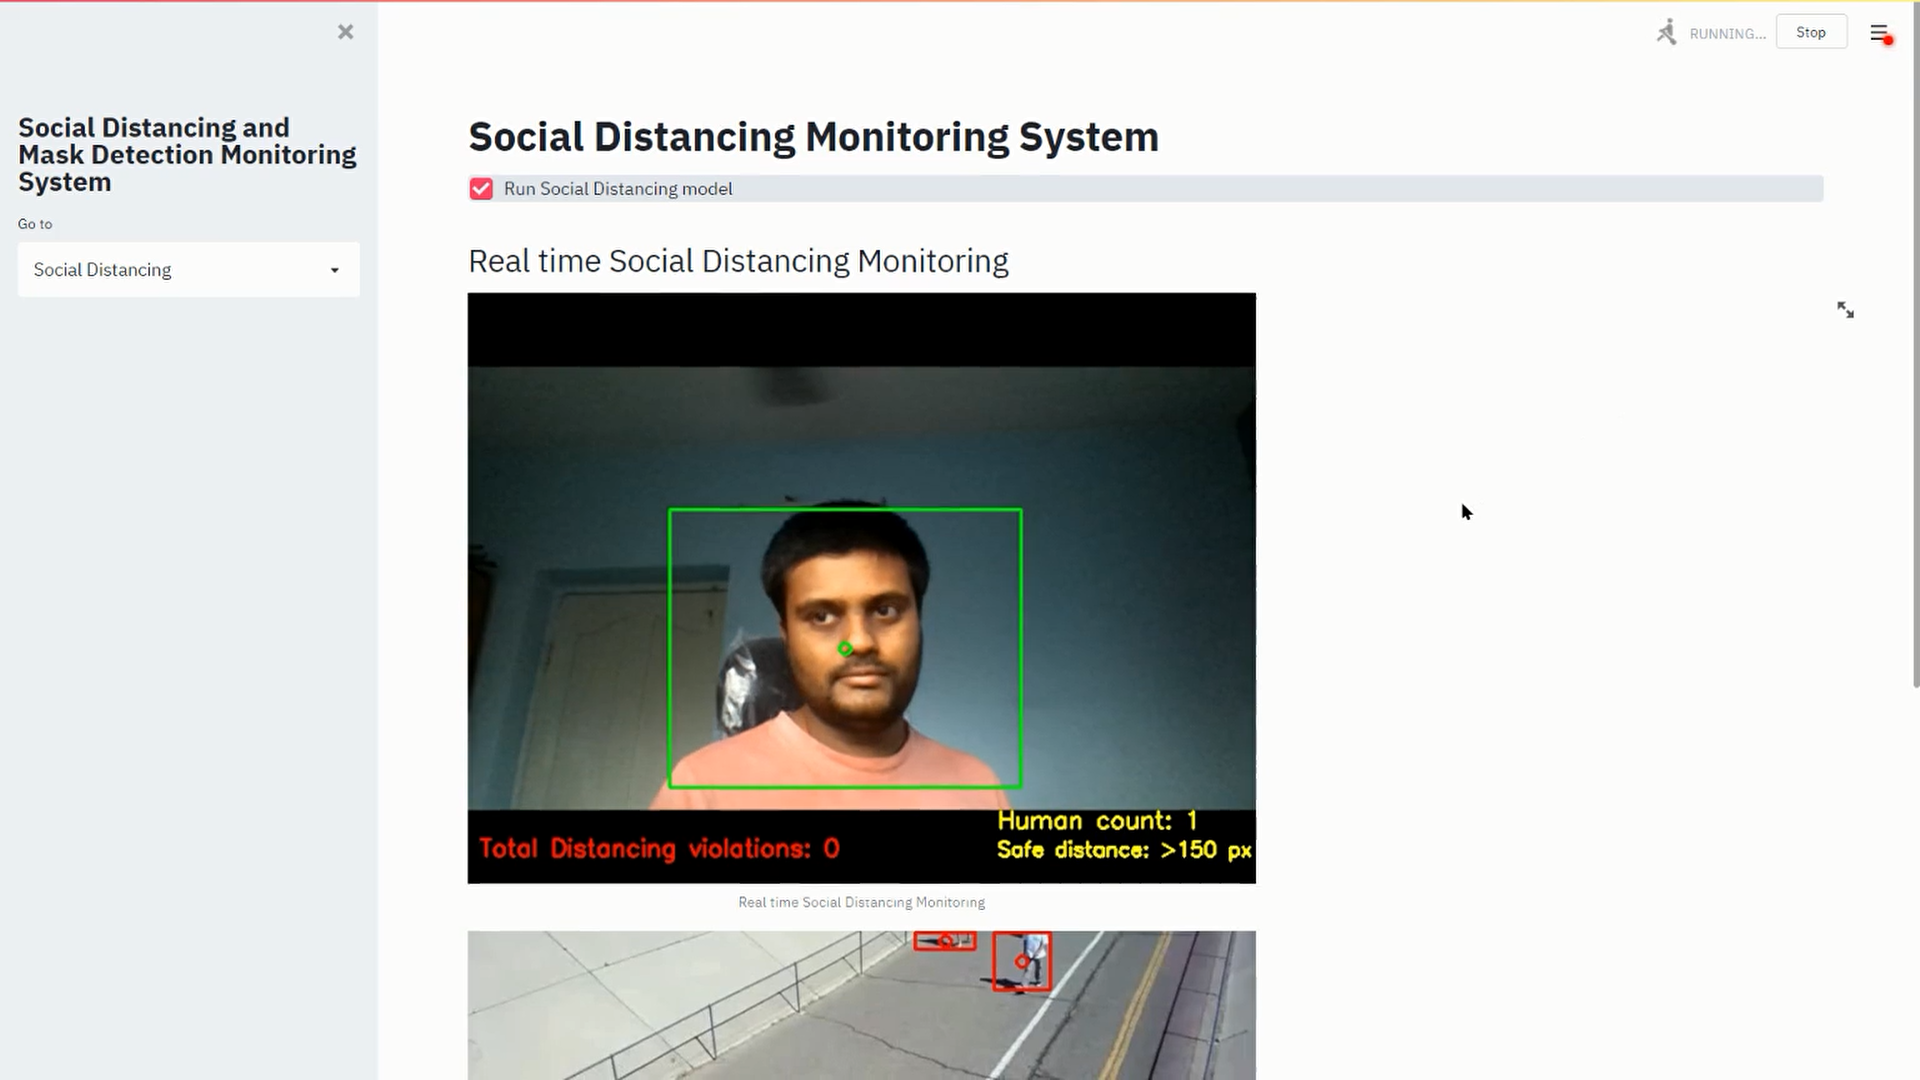 RUNNING...
Stop
Social Distancing and
Mask Detection Monitoring
System
Go to
Social Distancing
Social Distancing Monitoring System
Run Social Distancing model
Real time Social Distancing Monitoring
Human count: 1
Total Distancing violations: 0
Safe distance: >150 px
Real time Social Distancing Monitoring